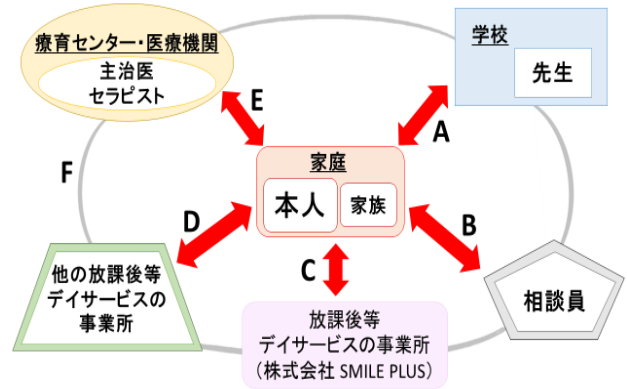 療育センター・医療機関
主治医
セラピスト
学校
先生
E
A
家庭
本人
家族
F
D
B
C
他の放課後等
デイサービスの
事業所
放課後等
デイサービスの事業所
（株式会社 SMILE PLUS）
相談員